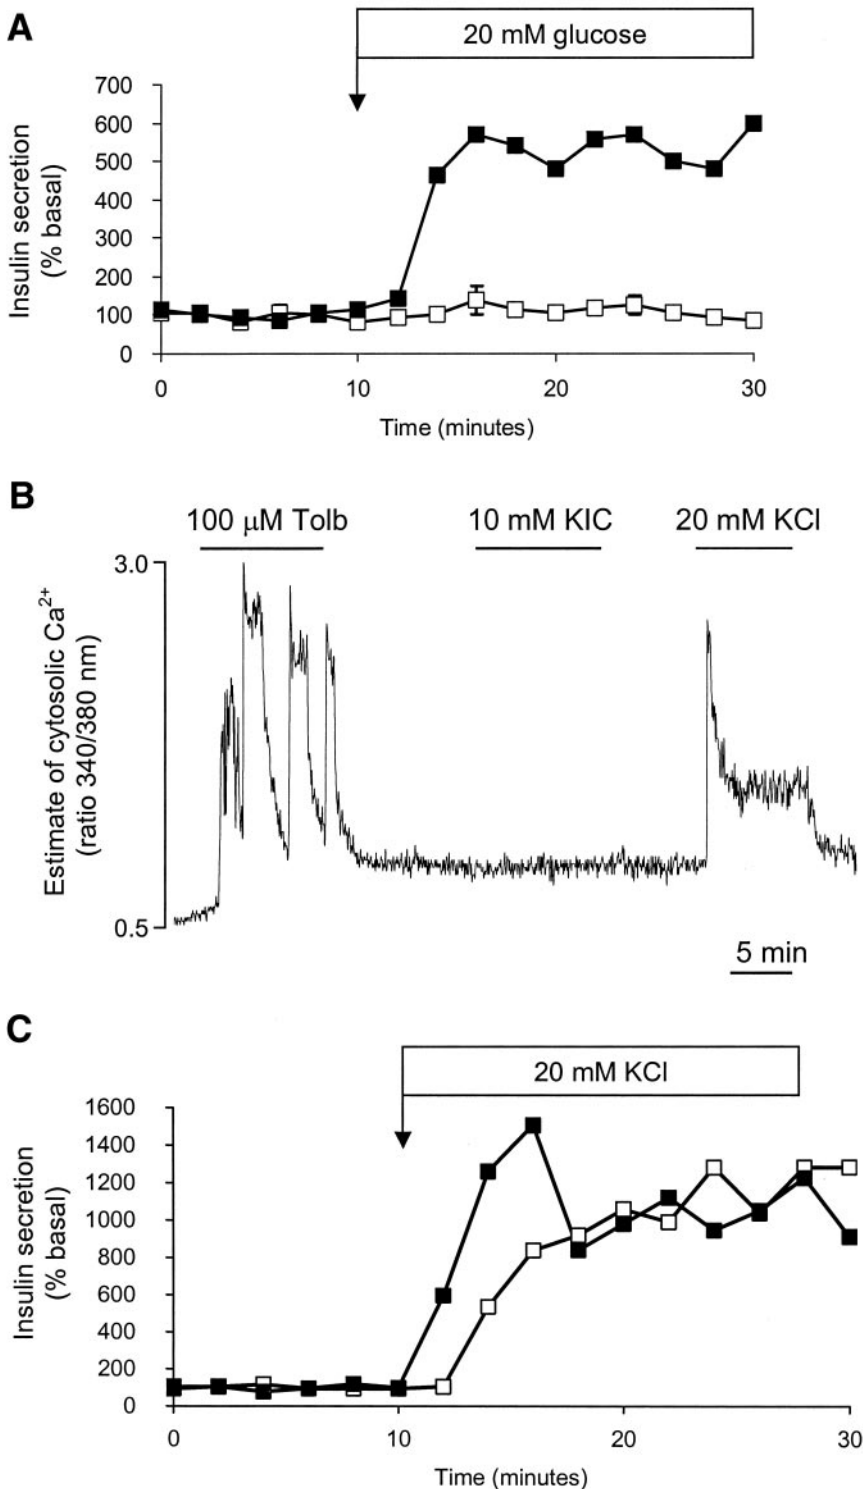 A
20 mM glucose
Insulin secretion
(% basal)
700
600
500
400
300
200
100
0
0 10 20 30
Time (minutes)
B
100 μM Tolb 10 mM KIC 20 mM KCl
Estimate of cytosolic Ca²⁺
(ratio 340/380 nm)
3.0
0.5
5 min
C
20 mM KCl
Insulin secretion
(% basal)
1600
1400
1200
1000
800
600
400
200
0
0 10 20 30
Time (minutes)